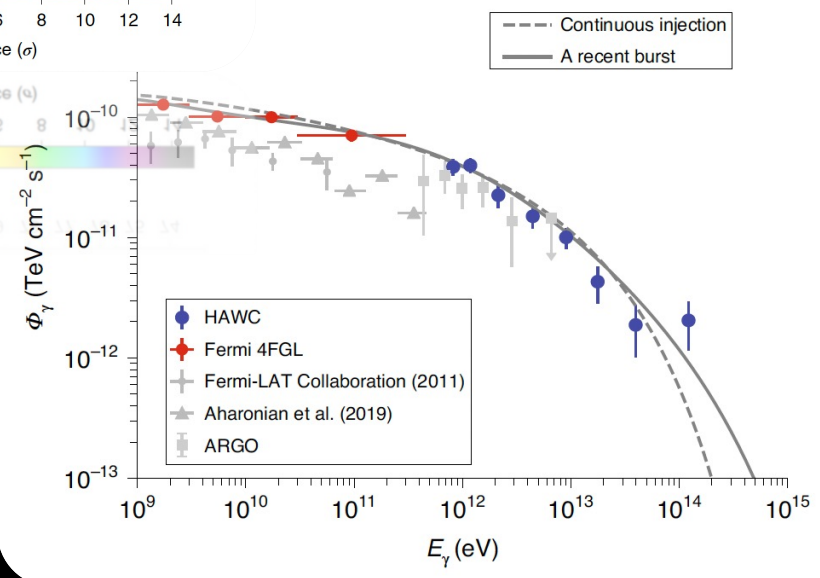 6 8 10 12 14
ce (σ)
Continuous injection
A recent burst
Φγ (TeV cm⁻² s⁻¹)
10⁻¹⁰
10⁻¹¹
10⁻¹²
10⁻¹³
HAWC
Fermi 4FGL
Fermi-LAT Collaboration (2011)
Aharonian et al. (2019)
ARGO
10⁹ 10¹⁰ 10¹¹ 10¹² 10¹³ 10¹⁴ 10¹⁵
Eγ (eV)